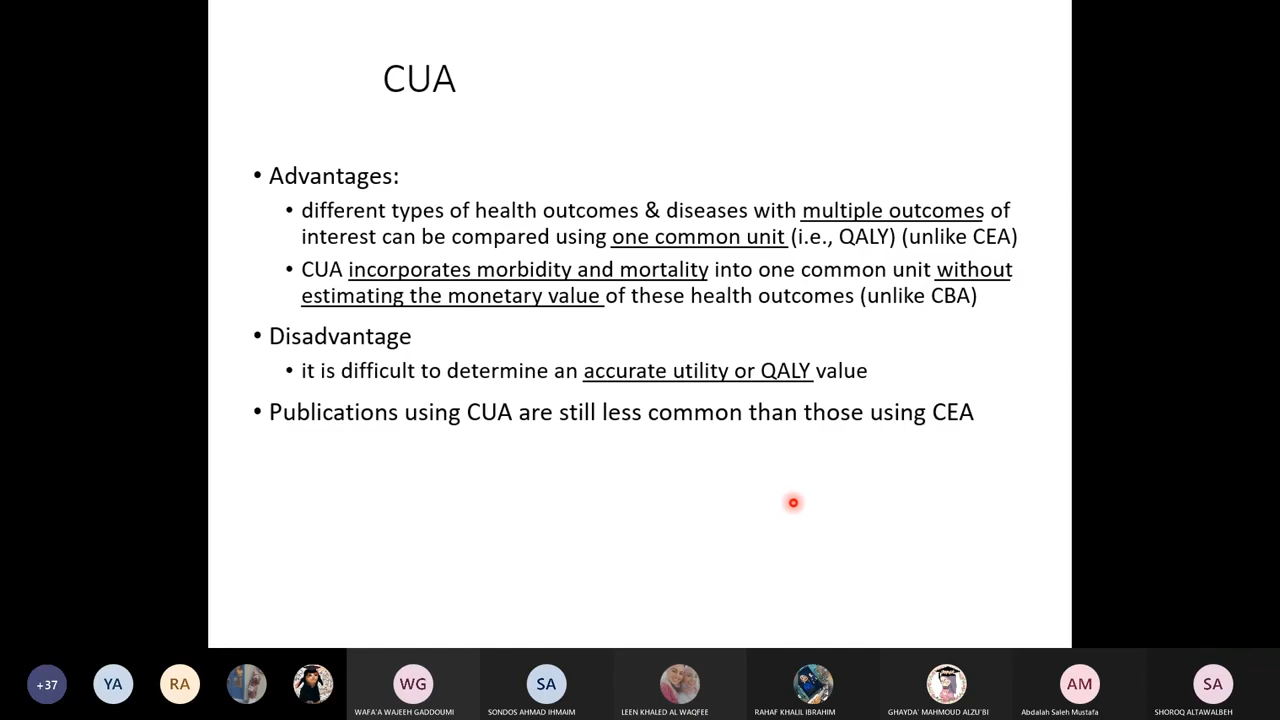 CUA
• Advantages:
• different types of health outcomes & diseases with multiple outcomes of
interest can be compared using one common unit (i.e., QALY) (unlike CEA)
• CUA incorporates morbidity and mortality into one common unit without
estimating the monetary value of these health outcomes (unlike CBA)
• Disadvantage
• it is difficult to determine an accurate utility or QALY value
• Publications using CUA are still less common than those using CEA
+37 YA RA WG SA AM SA
WAFA'A WAJEEH GADDOUMI SONDOS AHMAD IHMAIM LEEN KHALED AL WAQFEE RAHAF KHALIL IBRAHIM GHAYDA' MAHMOUD ALZU'BI Abdalah Saleh Mustafa SHOROQ ALTAWALBEH